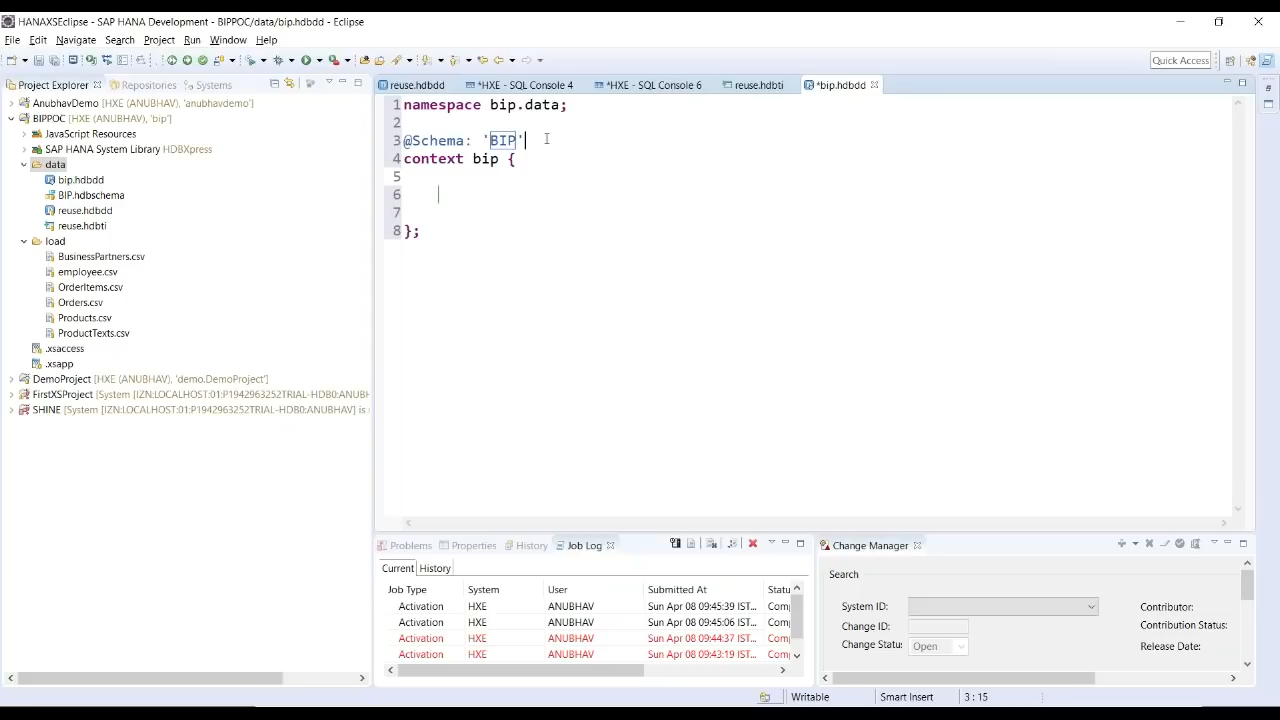 HANAXSEclipse - SAP HANA Development - BIPPOC/data/bip.hdbdd - Eclipse
File Edit Navigate Search Project Run Window Help
Quick Access
Project Explorer Repositories Systems
AnubhavDemo [HXE (ANUBHAV), 'anubhavdemo']
BIPPOC [HXE (ANUBHAV), 'bip']
JavaScript Resources
SAP HANA System Library HDBXpress
data
bip.hdbdd
BIP.hdbschema
reuse.hdbdd
reuse.hdbti
load
BusinessPartners.csv
employee.csv
OrderItems.csv
Orders.csv
Products.csv
ProductTexts.csv
.xsaccess
.xsapp
DemoProject [HXE (ANUBHAV), 'demo.DemoProject']
FirstXSProject [System [IZN:LOCALHOST:01:P1942963252TRIAL-HDB0:ANUBH
SHINE [System [IZN:LOCALHOST:01:P1942963252TRIAL-HDB0:ANUBHAV] is
reuse.hdbdd *HXE - SQL Console 4 *HXE - SQL Console 6 reuse.hdbti *bip.hdbdd
1 namespace bip.data;
2
3 @Schema: 'BIP'
4 context bip {
5
6
7
8 };
Problems Properties History Job Log
Current History
Job Type System User Submitted At Statu
Activation HXE ANUBHAV Sun Apr 08 09:45:39 IST... Comp
Activation HXE ANUBHAV Sun Apr 08 09:45:06 IST... Comp
Activation HXE ANUBHAV Sun Apr 08 09:44:37 IST... Comp
Activation HXE ANUBHAV Sun Apr 08 09:43:19 IST... Comp
Change Manager
Search
System ID: Contributor:
Change ID: Contribution Status:
Change Status: Open Release Date:
Writable Smart Insert 3 : 15